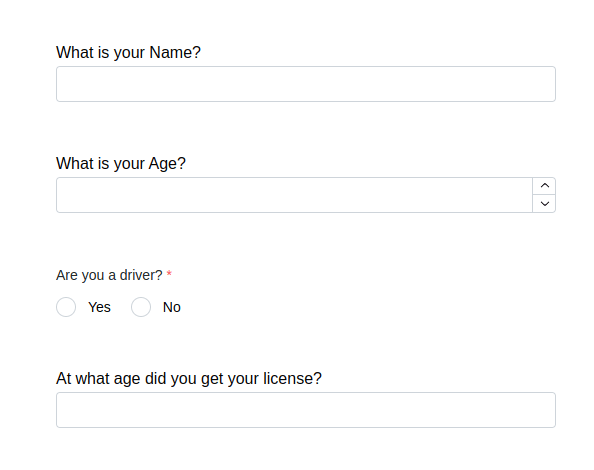 What is your Name?
What is your Age?
Are you a driver? *
Yes No
At what age did you get your license?